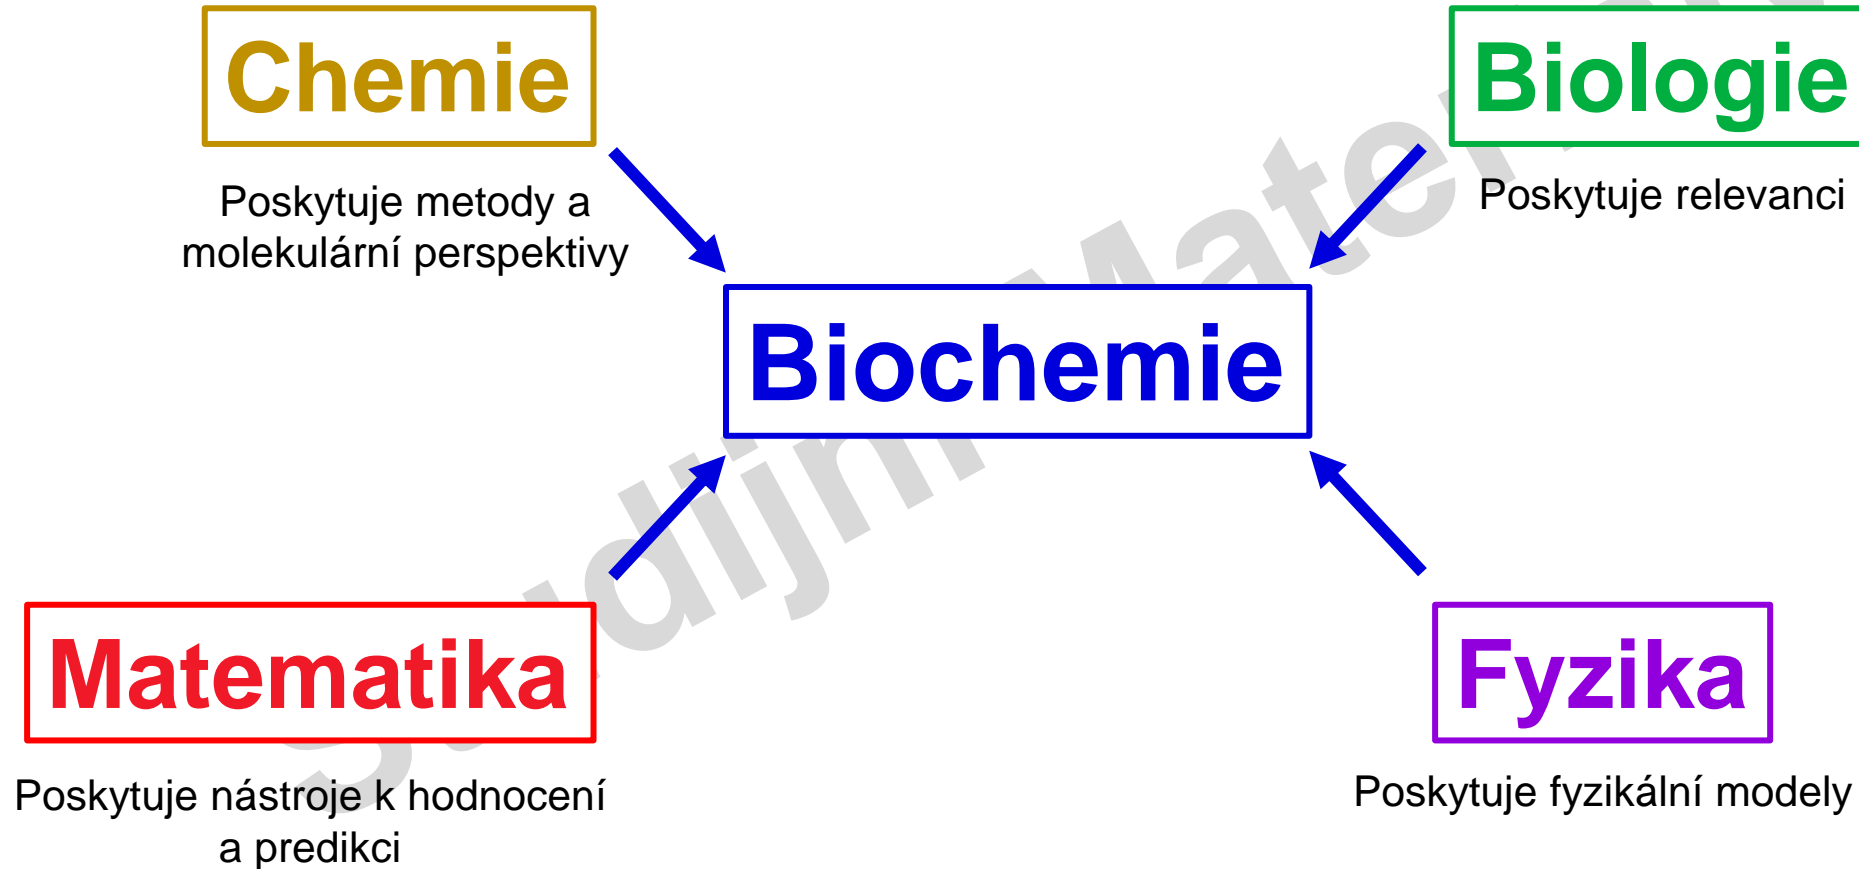 Chemie
Poskytuje metody a
molekulární perspektivy
Biologie
Poskytuje relevanci
Biochemie
Matematika
Poskytuje nástroje k hodnocení
a predikci
Fyzika
Poskytuje fyzikální modely